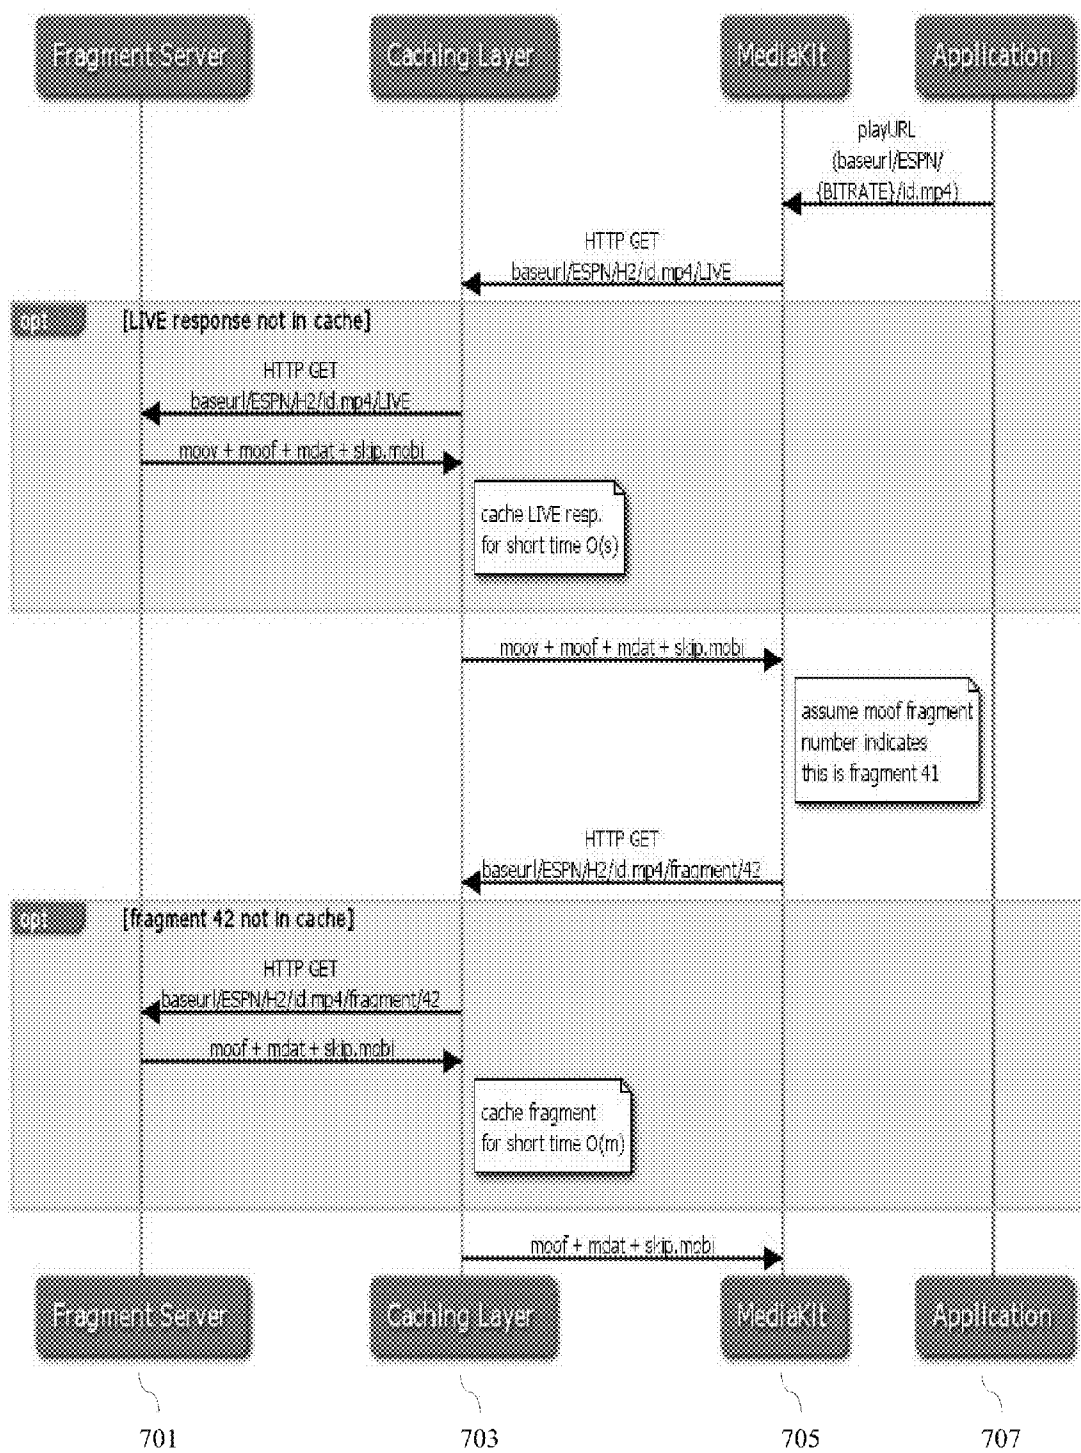 Fragment Server
Caching Layer
MediaKit
Application
playURL
(baseurl/ESPN/
{BITRATE}/id.mp4)
HTTP GET
baseurl/ESPN/H2/id.mp4/LIVE
opt
[LIVE response not in cache]
HTTP GET
baseurl/ESPN/H2/id.mp4/LIVE
moov + moof + mdat + skip.mobi
cache LIVE resp.
for short time O(s)
moov + moof + mdat + skip.mobi
assume moof fragment
number indicates
this is fragment 41
HTTP GET
baseurl/ESPN/H2/id.mp4/fragment/42
opt
[fragment 42 not in cache]
HTTP GET
baseurl/ESPN/H2/id.mp4/fragment/42
moof + mdat + skip.mobi
cache fragment
for short time O(m)
moof + mdat + skip.mobi
Fragment Server
Caching Layer
MediaKit
Application
701
703
705
707